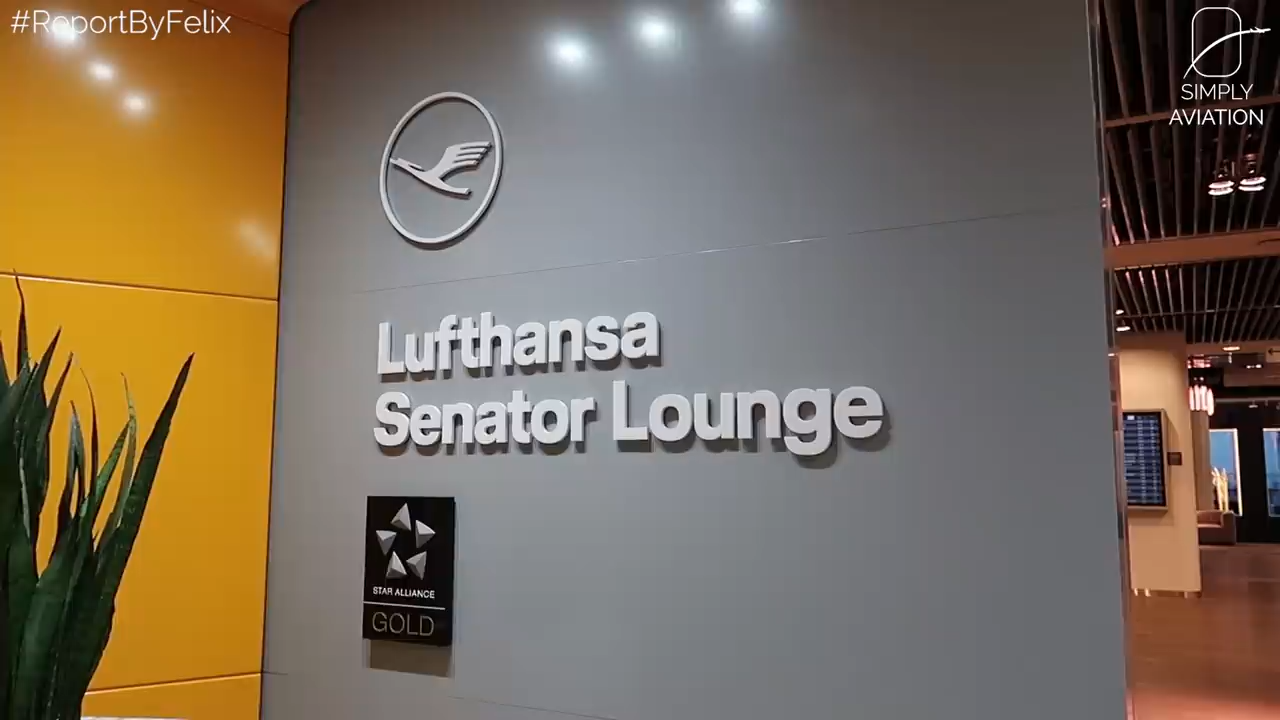 #ReportByFelix
SIMPLY
AVIATION
Lufthansa
Senator Lounge
STAR ALLIANCE
GOLD